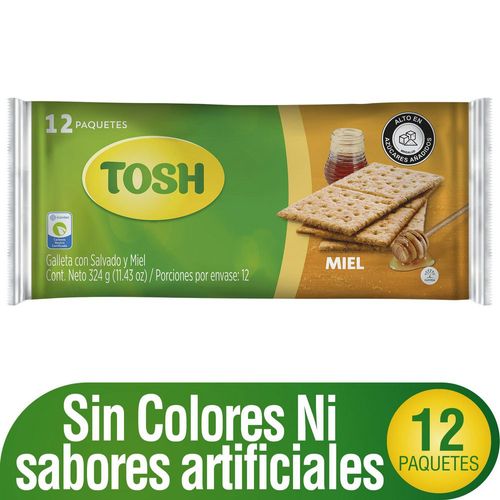 12 PAQUETES
TOSH
Galleta con Salvado y Miel
Cont. Neto 324 g (11.43 oz) / Porciones por envase: 12
ALTO EN
AZÚCARES AÑADIDOS
MIEL
Sin Colores Ni
sabores artificiales
12
PAQUETES